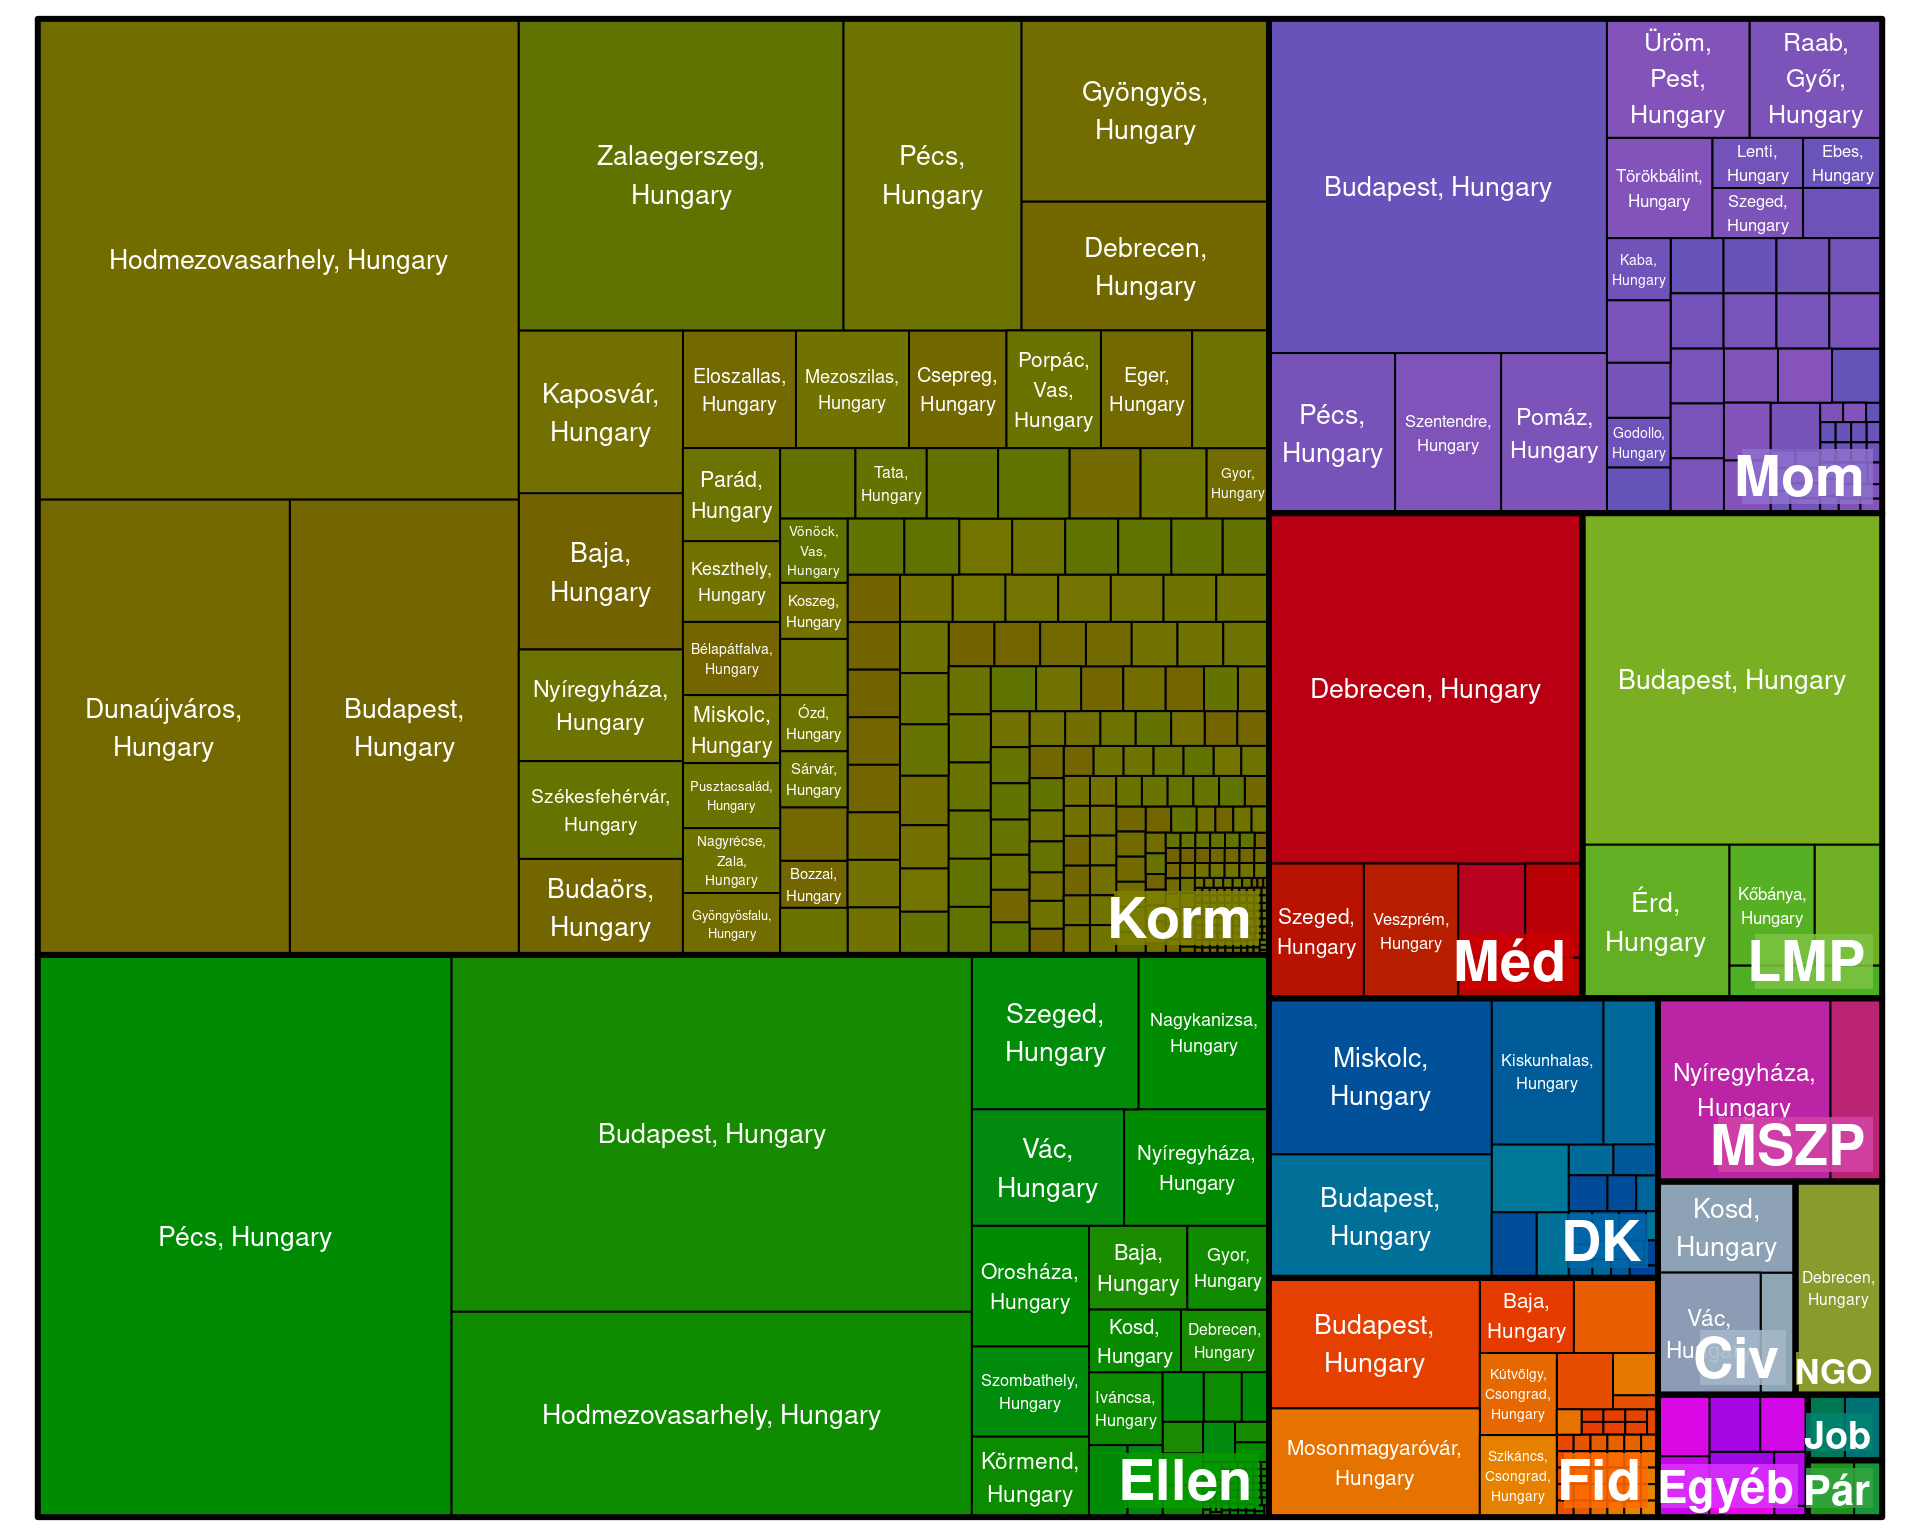 Hodmezovasarhely, Hungary
Zalaegerszeg,
Hungary
Pécs,
Hungary
Gyöngyös,
Hungary
Debrecen,
Hungary
Dunaújváros,
Hungary
Budapest,
Hungary
Kaposvár,
Hungary
Baja,
Hungary
Nyíregyháza,
Hungary
Székesfehérvár,
Hungary
Budaörs,
Hungary
Eloszallas,
Hungary
Mezoszilas,
Hungary
Csepreg,
Hungary
Porpác,
Vas,
Hungary
Eger,
Hungary
Parád,
Hungary
Keszthely,
Hungary
Bélapátfalva,
Hungary
Miskolc,
Hungary
Pusztacsalád,
Hungary
Nagyrécse,
Zala,
Hungary
Gyöngyösfalu,
Hungary
Tata,
Hungary
Gyor,
Hungary
Vönöck,
Vas,
Hungary
Koszeg,
Hungary
Ózd,
Hungary
Sárvár,
Hungary
Bozzai,
Hungary
Korm
Pécs, Hungary
Budapest, Hungary
Hodmezovasarhely, Hungary
Szeged,
Hungary
Nagykanizsa,
Hungary
Vác,
Hungary
Nyíregyháza,
Hungary
Orosháza,
Hungary
Szombathely,
Hungary
Körmend,
Hungary
Baja,
Hungary
Gyor,
Hungary
Kosd,
Hungary
Debrecen,
Hungary
Iváncsa,
Hungary
Ellen
Budapest, Hungary
Pécs,
Hungary
Szentendre,
Hungary
Pomáz,
Hungary
Üröm,
Pest,
Hungary
Raab,
Győr,
Hungary
Törökbálint,
Hungary
Lenti,
Hungary
Ebes,
Hungary
Szeged,
Hungary
Kaba,
Hungary
Godollo,
Hungary
Mom
Debrecen, Hungary
Szeged,
Hungary
Veszprém,
Hungary
Méd
Budapest, Hungary
Érd,
Hungary
Kőbánya,
Hungary
LMP
Miskolc,
Hungary
Budapest,
Hungary
Kiskunhalas,
Hungary
DK
Nyíregyháza,
Hungary
MSZP
Budapest,
Hungary
Mosonmagyaróvár,
Hungary
Baja,
Hungary
Kútvölgy,
Csongrad,
Hungary
Szikáncs,
Csongrad,
Hungary
Fid
Kosd,
Hungary
Vác,
Hungary
Civ
Debrecen,
Hungary
NGO
Egyéb
Job
Pár